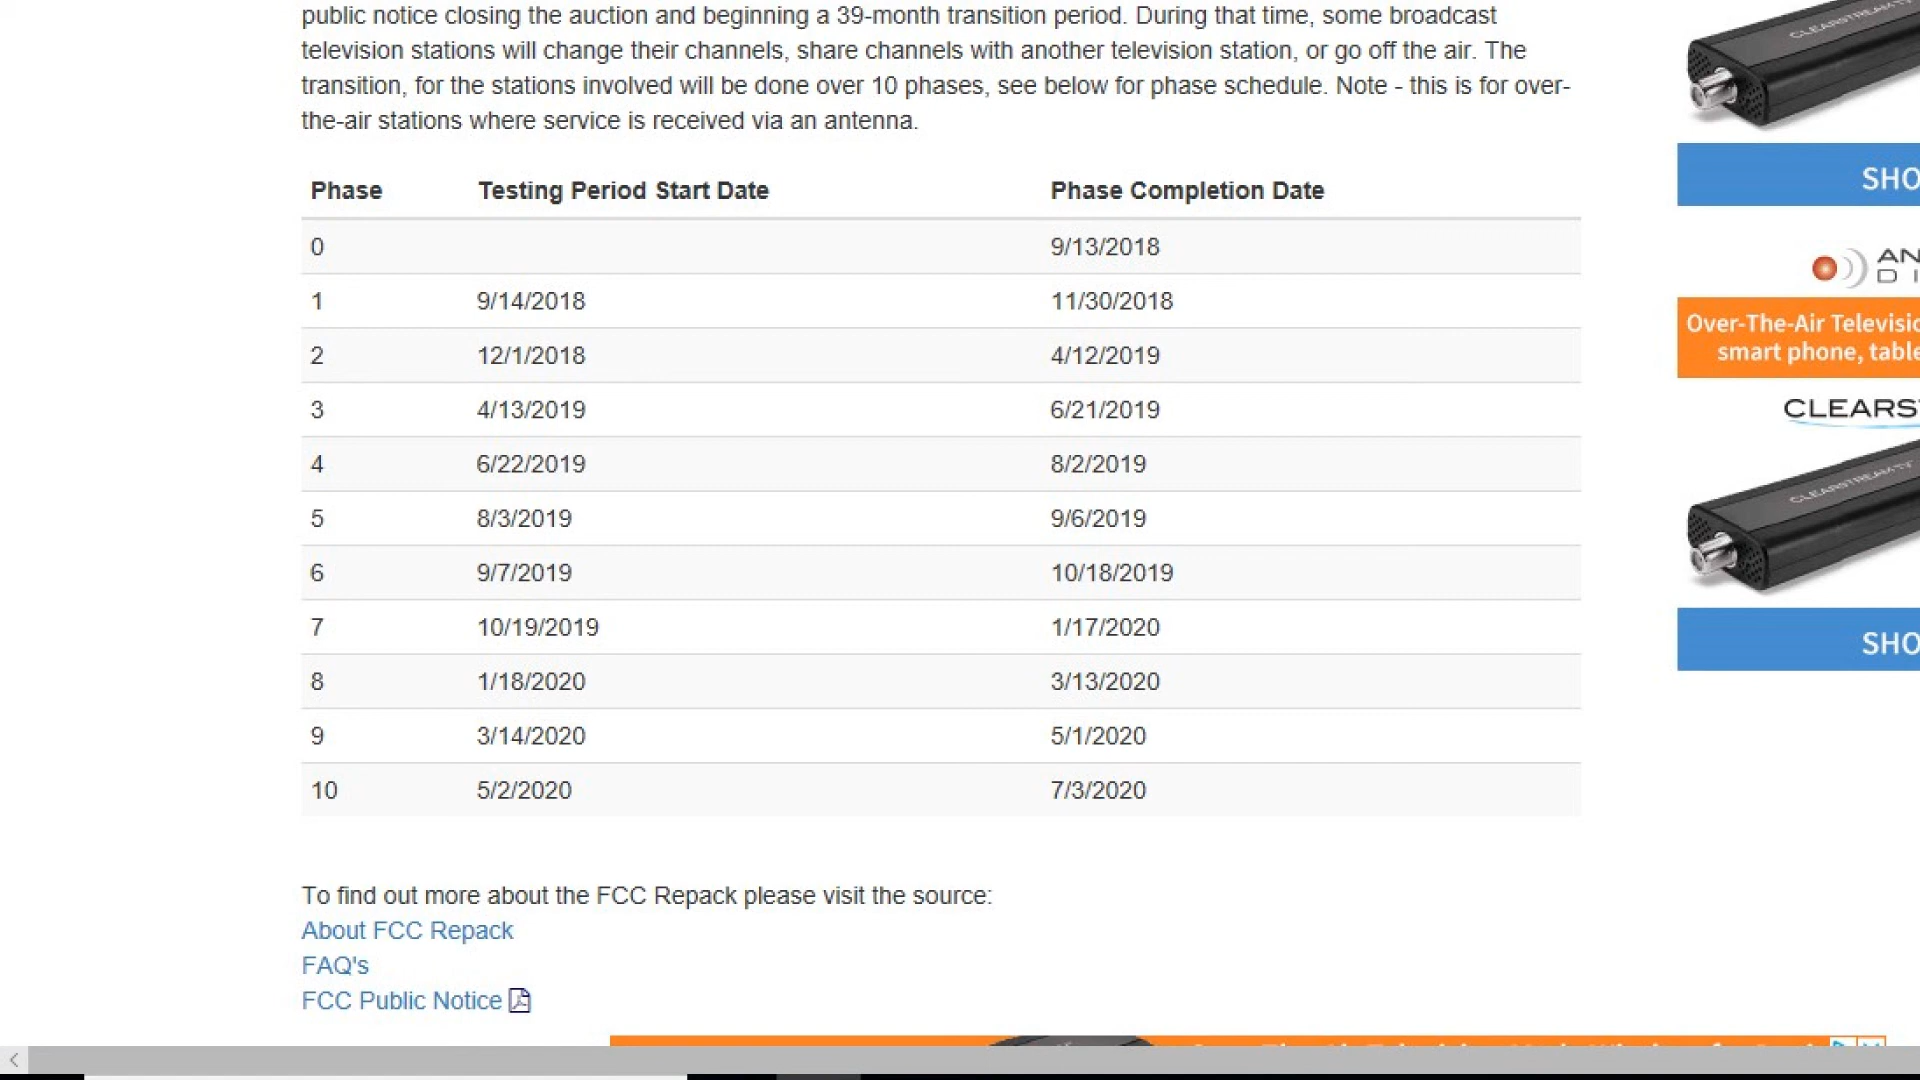 public notice closing the auction and beginning a 39-month transition period. During that time, some broadcast
television stations will change their channels, share channels with another television station, or go off the air. The
transition, for the stations involved will be done over 10 phases, see below for phase schedule. Note - this is for over-
the-air stations where service is received via an antenna.
Phase Testing Period Start Date Phase Completion Date
0 9/13/2018
1 9/14/2018 11/30/2018
2 12/1/2018 4/12/2019
3 4/13/2019 6/21/2019
4 6/22/2019 8/2/2019
5 8/3/2019 9/6/2019
6 9/7/2019 10/18/2019
7 10/19/2019 1/17/2020
8 1/18/2020 3/13/2020
9 3/14/2020 5/1/2020
10 5/2/2020 7/3/2020
To find out more about the FCC Repack please visit the source:
About FCC Repack
FAQ's
FCC Public Notice
CLEARSTREAM TV
SHO
AN
DI
Over-The-Air Televisio
smart phone, table
CLEARS
CLEARSTREAM TV
SHO